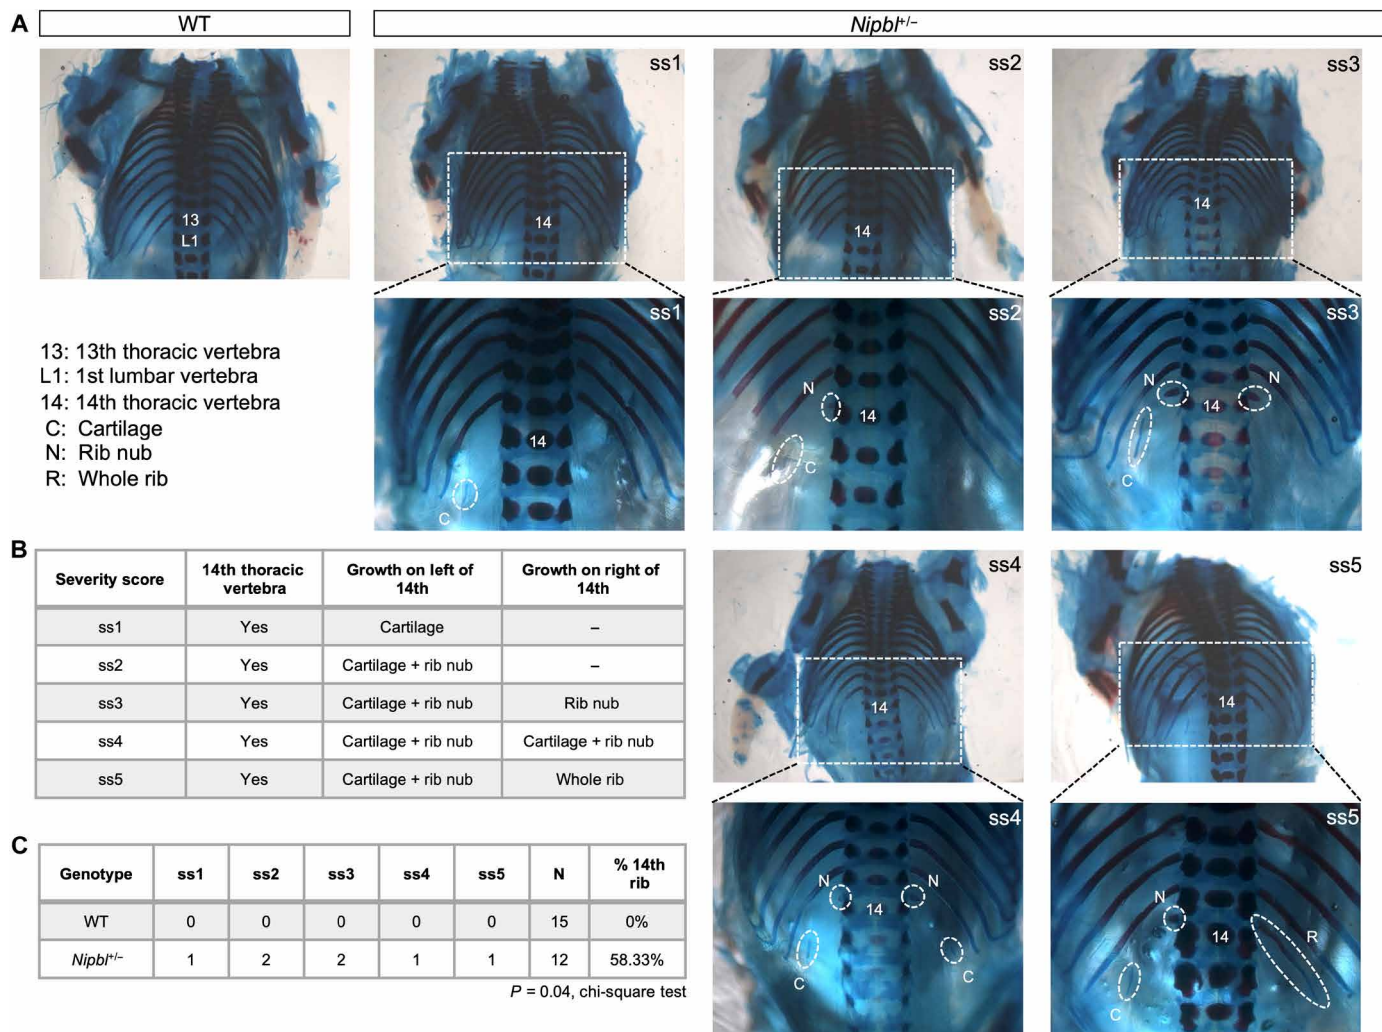 A
WT
Nipbl+/–
13
L1
ss1
14
ss2
14
ss3
14
ss1
14
C
ss2
N
14
C
ss3
N
N
14
C
13: 13th thoracic vertebra
L1: 1st lumbar vertebra
14: 14th thoracic vertebra
C: Cartilage
N: Rib nub
R: Whole rib
B
Severity score | 14th thoracic vertebra | Growth on left of 14th | Growth on right of 14th
ss1 | Yes | Cartilage | –
ss2 | Yes | Cartilage + rib nub | –
ss3 | Yes | Cartilage + rib nub | Rib nub
ss4 | Yes | Cartilage + rib nub | Cartilage + rib nub
ss5 | Yes | Cartilage + rib nub | Whole rib
ss4
14
ss5
14
ss4
N
N
14
C
C
ss5
N
14
R
C
C
Genotype | ss1 | ss2 | ss3 | ss4 | ss5 | N | % 14th rib
WT | 0 | 0 | 0 | 0 | 0 | 15 | 0%
Nipbl+/– | 1 | 2 | 2 | 1 | 1 | 12 | 58.33%
P = 0.04, chi-square test